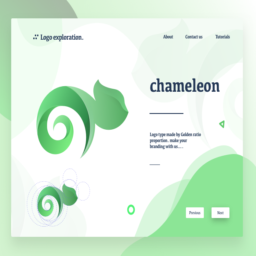 Logo exploration.
About Contact us Tutorials
chameleon
Logo type made by Golden ratio
proportion . make your
branding with us . . .
Previous Next